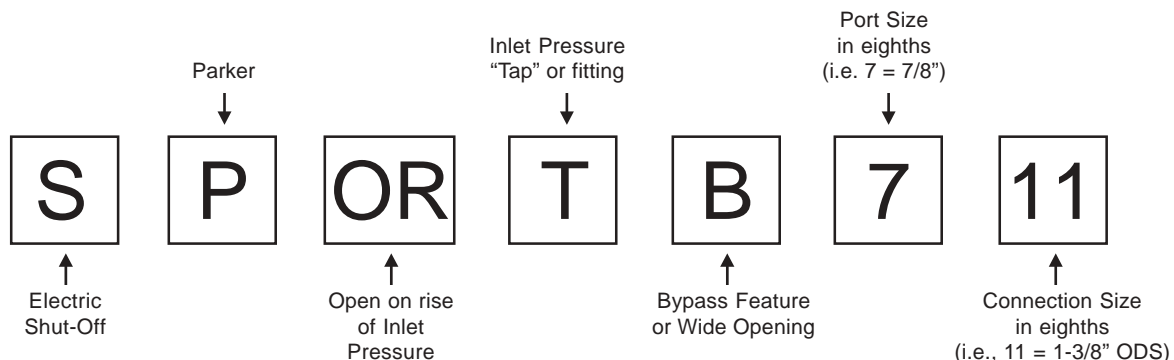 Parker
Inlet Pressure
“Tap” or fitting
Port Size
in eighths
(i.e. 7 = 7/8”)
S P OR T B 7 11
Electric
Shut-Off
Open on rise
of Inlet
Pressure
Bypass Feature
or Wide Opening
Connection Size
in eighths
(i.e., 11 = 1-3/8” ODS)